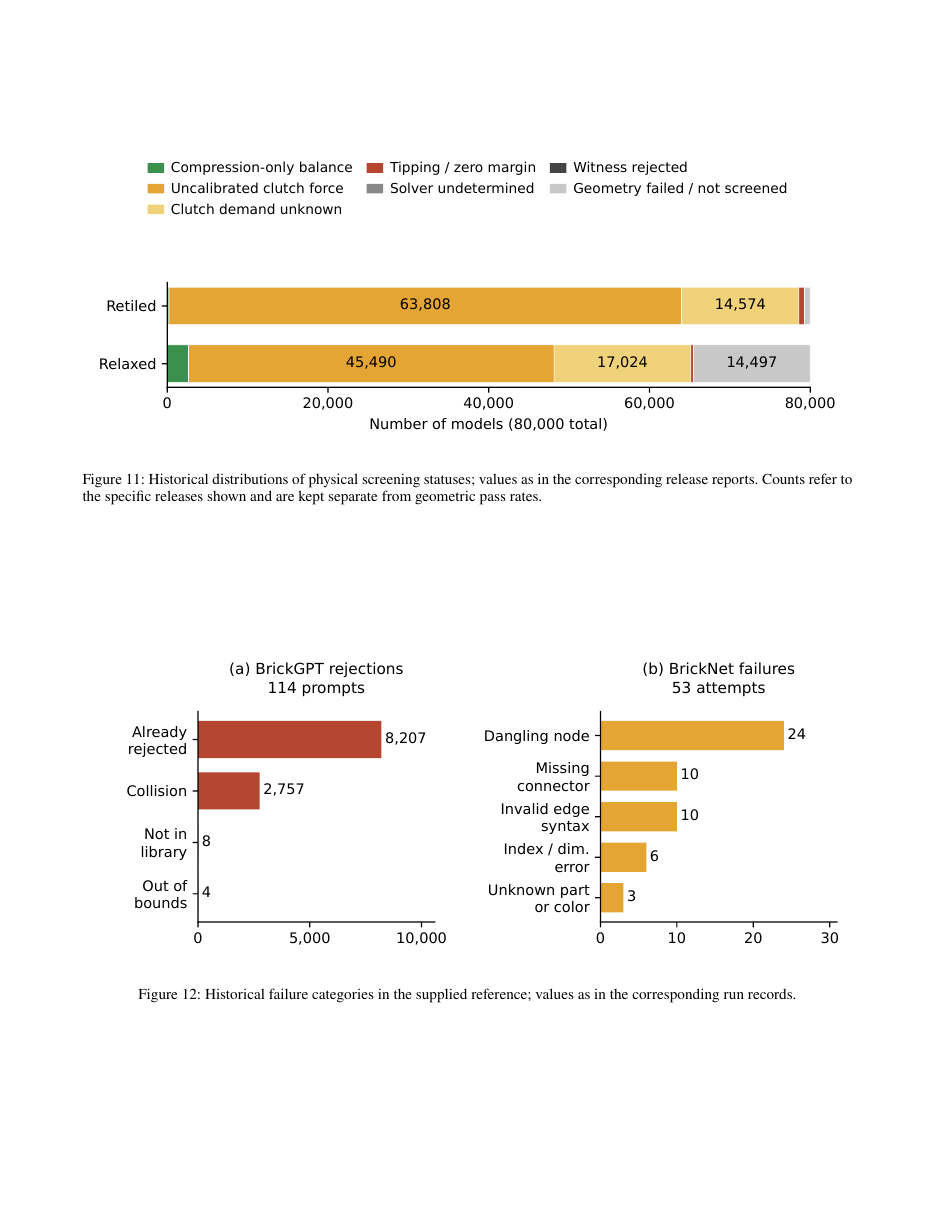 Compression-only balance
Uncalibrated clutch force
Clutch demand unknown
Tipping / zero margin
Solver undetermined
Witness rejected
Geometry failed / not screened
Retiled
63,808
14,574
Relaxed
45,490
17,024
14,497
0
20,000
40,000
60,000
80,000
Number of models (80,000 total)
Figure 11: Historical distributions of physical screening statuses; values as in the corresponding release reports. Counts refer to
the specific releases shown and are kept separate from geometric pass rates.
(a) BrickGPT rejections
114 prompts
Already
rejected
8,207
Collision
2,757
Not in
library
8
Out of
bounds
4
0
5,000
10,000
(b) BrickNet failures
53 attempts
Dangling node
24
Missing
connector
10
Invalid edge
syntax
10
Index / dim.
error
6
Unknown part
or color
3
0
10
20
30
Figure 12: Historical failure categories in the supplied reference; values as in the corresponding run records.